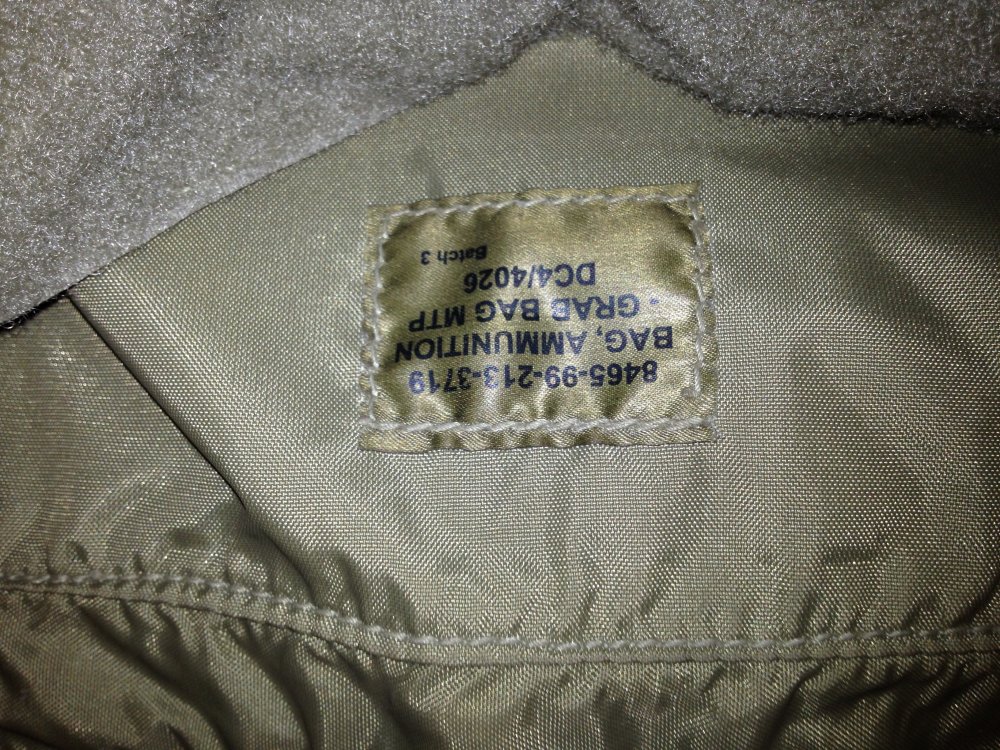 8465-99-213-3719
BAG, AMMUNITION
- GRAB BAG MTP
DC4/4026
Batch 3